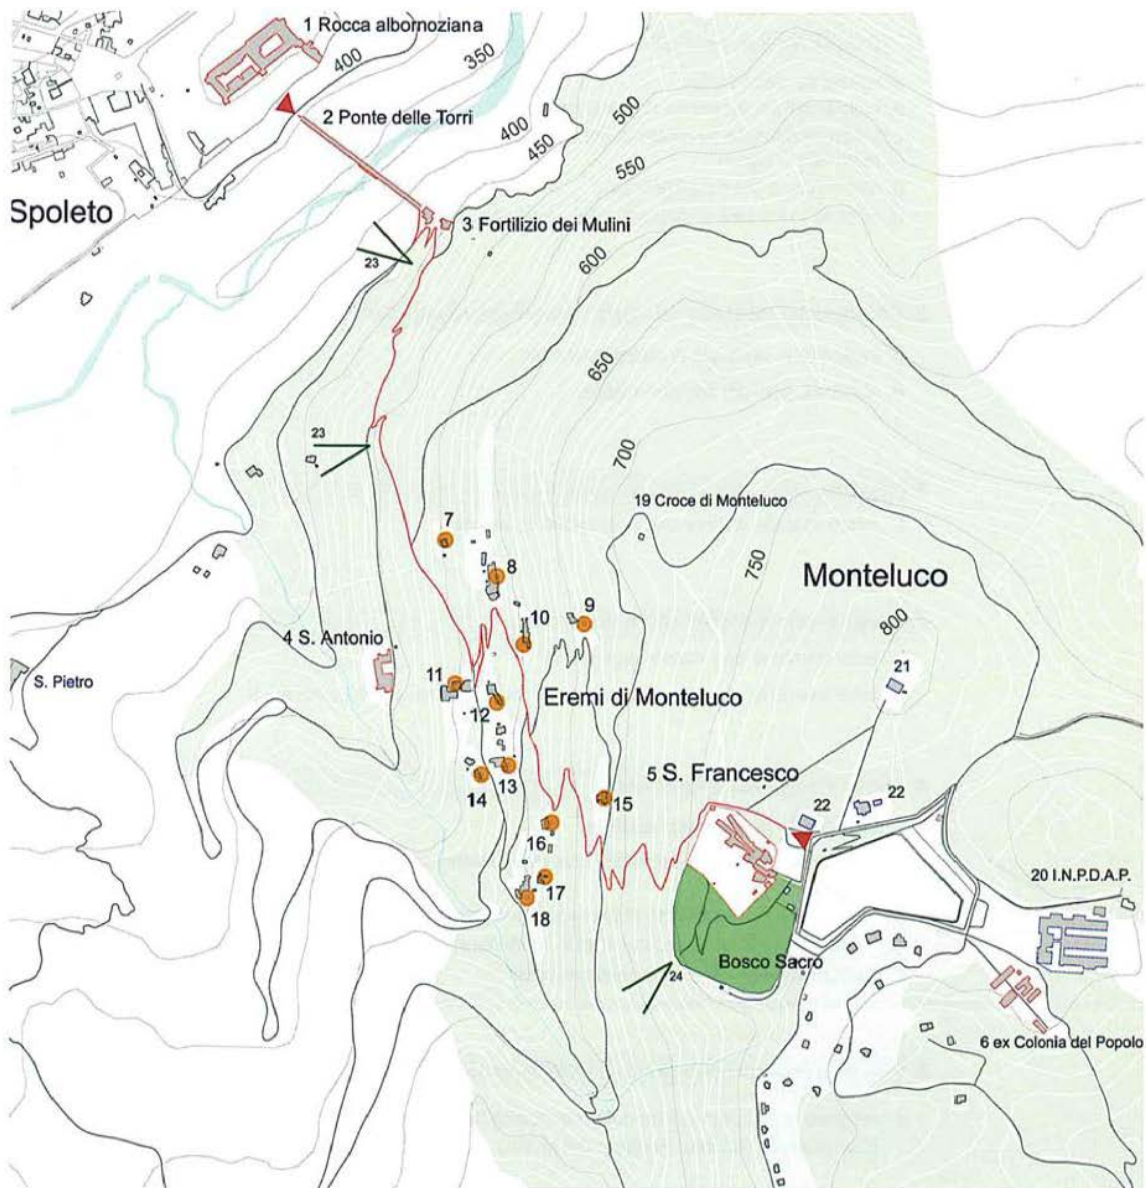 1 Rocca albornoziana
400
350
2 Ponte delle Torri
400
450
500
550
Spoleto
3 Fortilizio dei Mulini
23
600
650
23
700
19 Croce di Monteluco
7
8
750
Monteluco
10
9
800
4 S. Antonio
21
S. Pietro
11
Eremi di Monteluco
12
13
14
5 S. Francesco
15
22
22
16
17
18
20 I.N.P.D.A.P.
Bosco Sacro
24
6 ex Colonia del Popolo